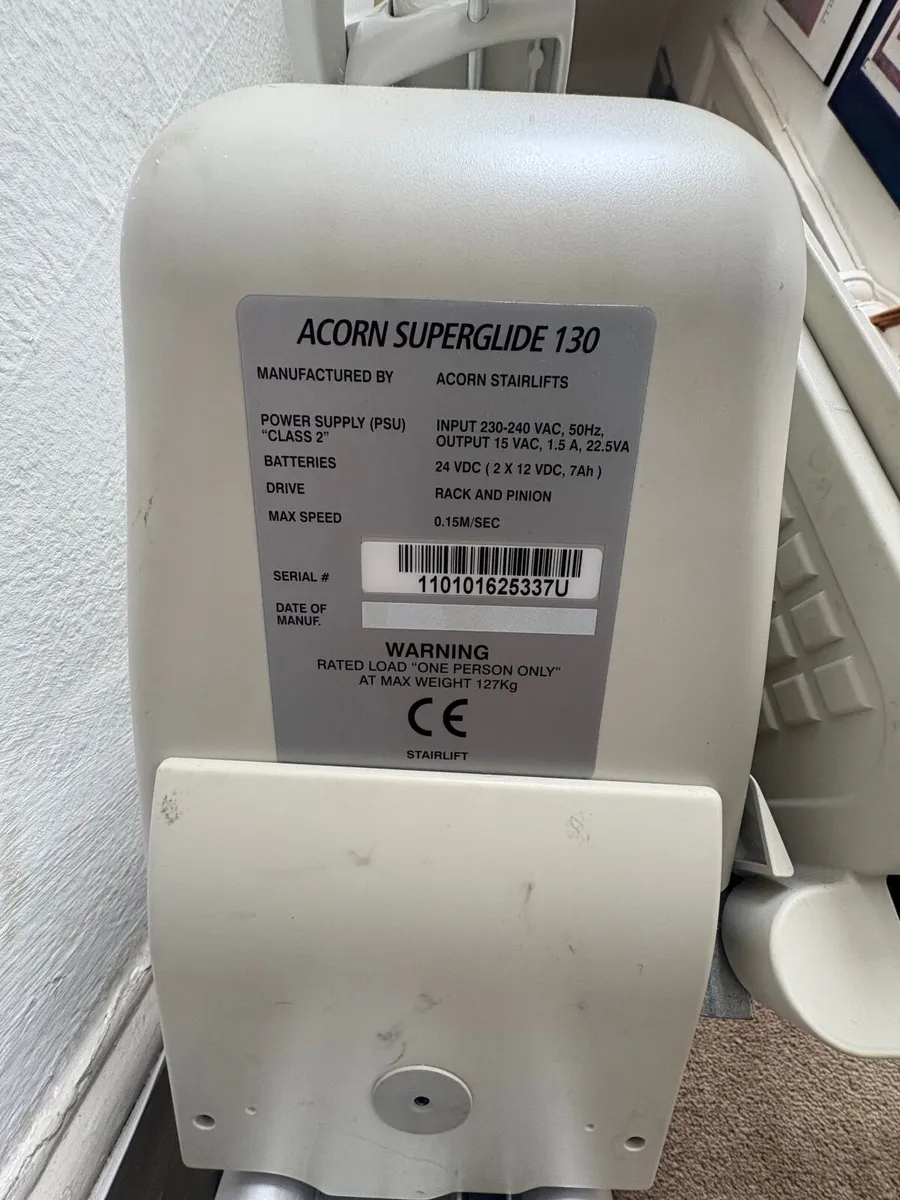 ACORN SUPERGLIDE 130
MANUFACTURED BY ACORN STAIRLIFTS
POWER SUPPLY (PSU) INPUT 230-240 VAC, 50Hz,
“CLASS 2” OUTPUT 15 VAC, 1.5 A, 22.5VA
BATTERIES 24 VDC ( 2 X 12 VDC, 7Ah )
DRIVE RACK AND PINION
MAX SPEED 0.15M/SEC
SERIAL # 110101625337U
DATE OF
MANUF.
WARNING
RATED LOAD “ONE PERSON ONLY”
AT MAX WEIGHT 127Kg
CE
STAIRLIFT